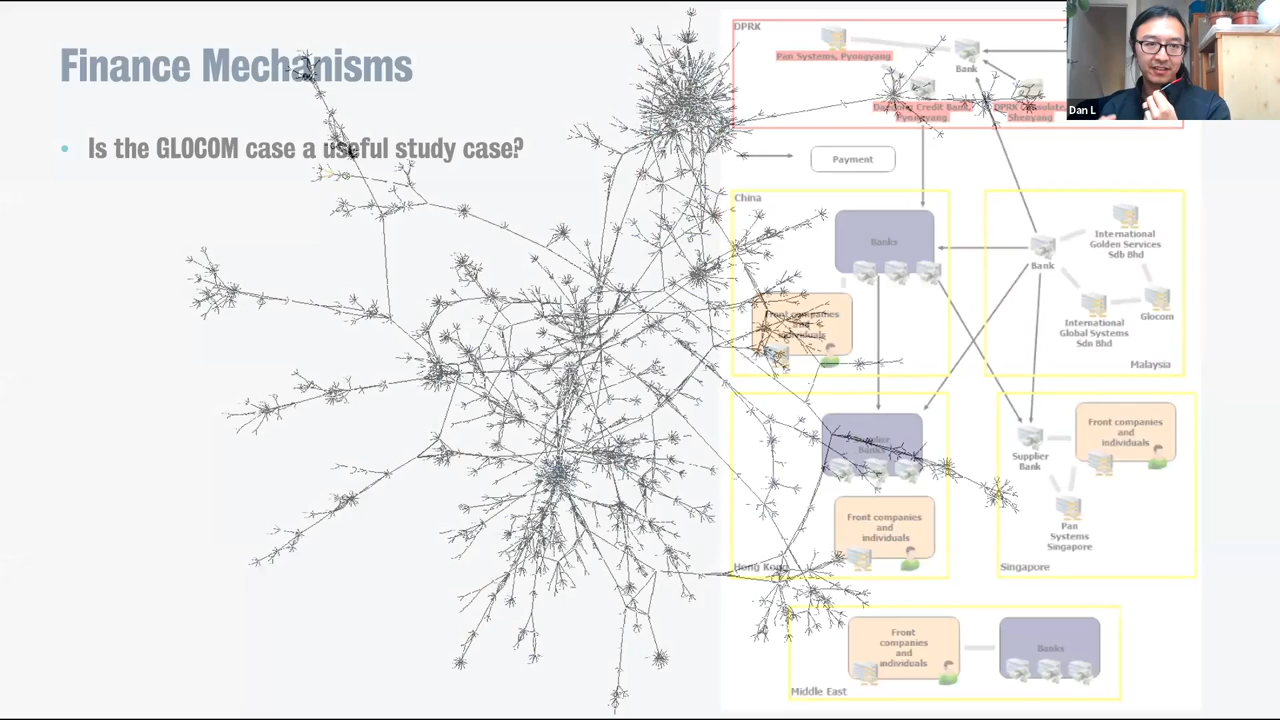 Finance Mechanisms
• Is the GLOCOM case a useful study case?
DPRK
Pan Systems, Pyongyang
Bank
Credit Bank,
Pyongyang
DPRK Consulate,
Shenyang
Dan L
Payment
China
Banks
Front companies
and
individuals
Bank
International
Golden Services
Sdb Bhd
International
Global Systems
Sdn Bhd
Glocom
Malaysia
Supplier
Banks
Front companies
and
individuals
Hong Kong
Supplier
Bank
Front companies
and
individuals
Pan
Systems
Singapore
Singapore
Front
companies
and
individuals
Banks
Middle East